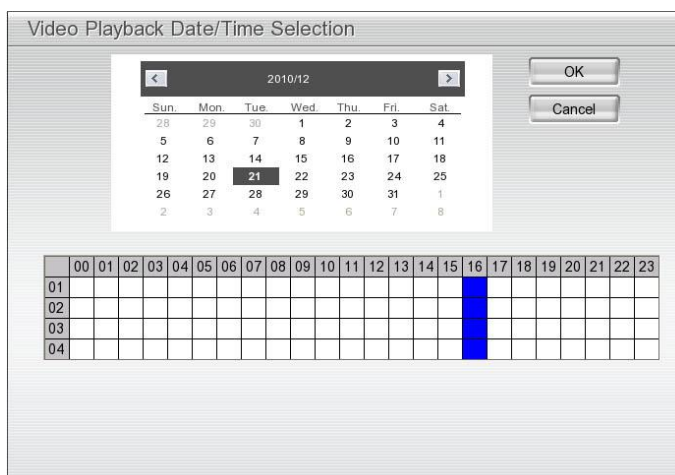 Video Playback Date/Time Selection
< 2010/12 >
OK
Cancel
Sun. Mon. Tue. Wed. Thu. Fri. Sat.
28 29 30 1 2 3 4
5 6 7 8 9 10 11
12 13 14 15 16 17 18
19 20 21 22 23 24 25
26 27 28 29 30 31 1
2 3 4 5 6 7 8
00 01 02 03 04 05 06 07 08 09 10 11 12 13 14 15 16 17 18 19 20 21 22 23
01
02
03
04